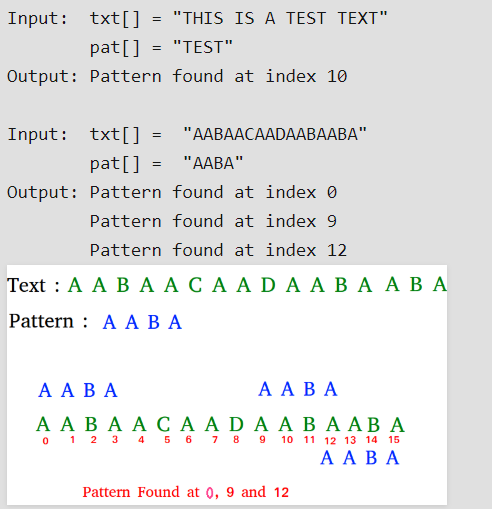 Input:  txt[] = "THIS IS A TEST TEXT"
        pat[] = "TEST"
Output: Pattern found at index 10
Input:  txt[] =  "AABAACAADAABAABA"
        pat[] =  "AABA"
Output: Pattern found at index 0
        Pattern found at index 9
        Pattern found at index 12
Text : A A B A A C A A D A A B A A B A
Pattern : A A B A
A A B A A A B A
A A B A A C A A D A A B A A B A
0 1 2 3 4 5 6 7 8 9 10 11 12 13 14 15
A A B A
Pattern Found at 0, 9 and 12